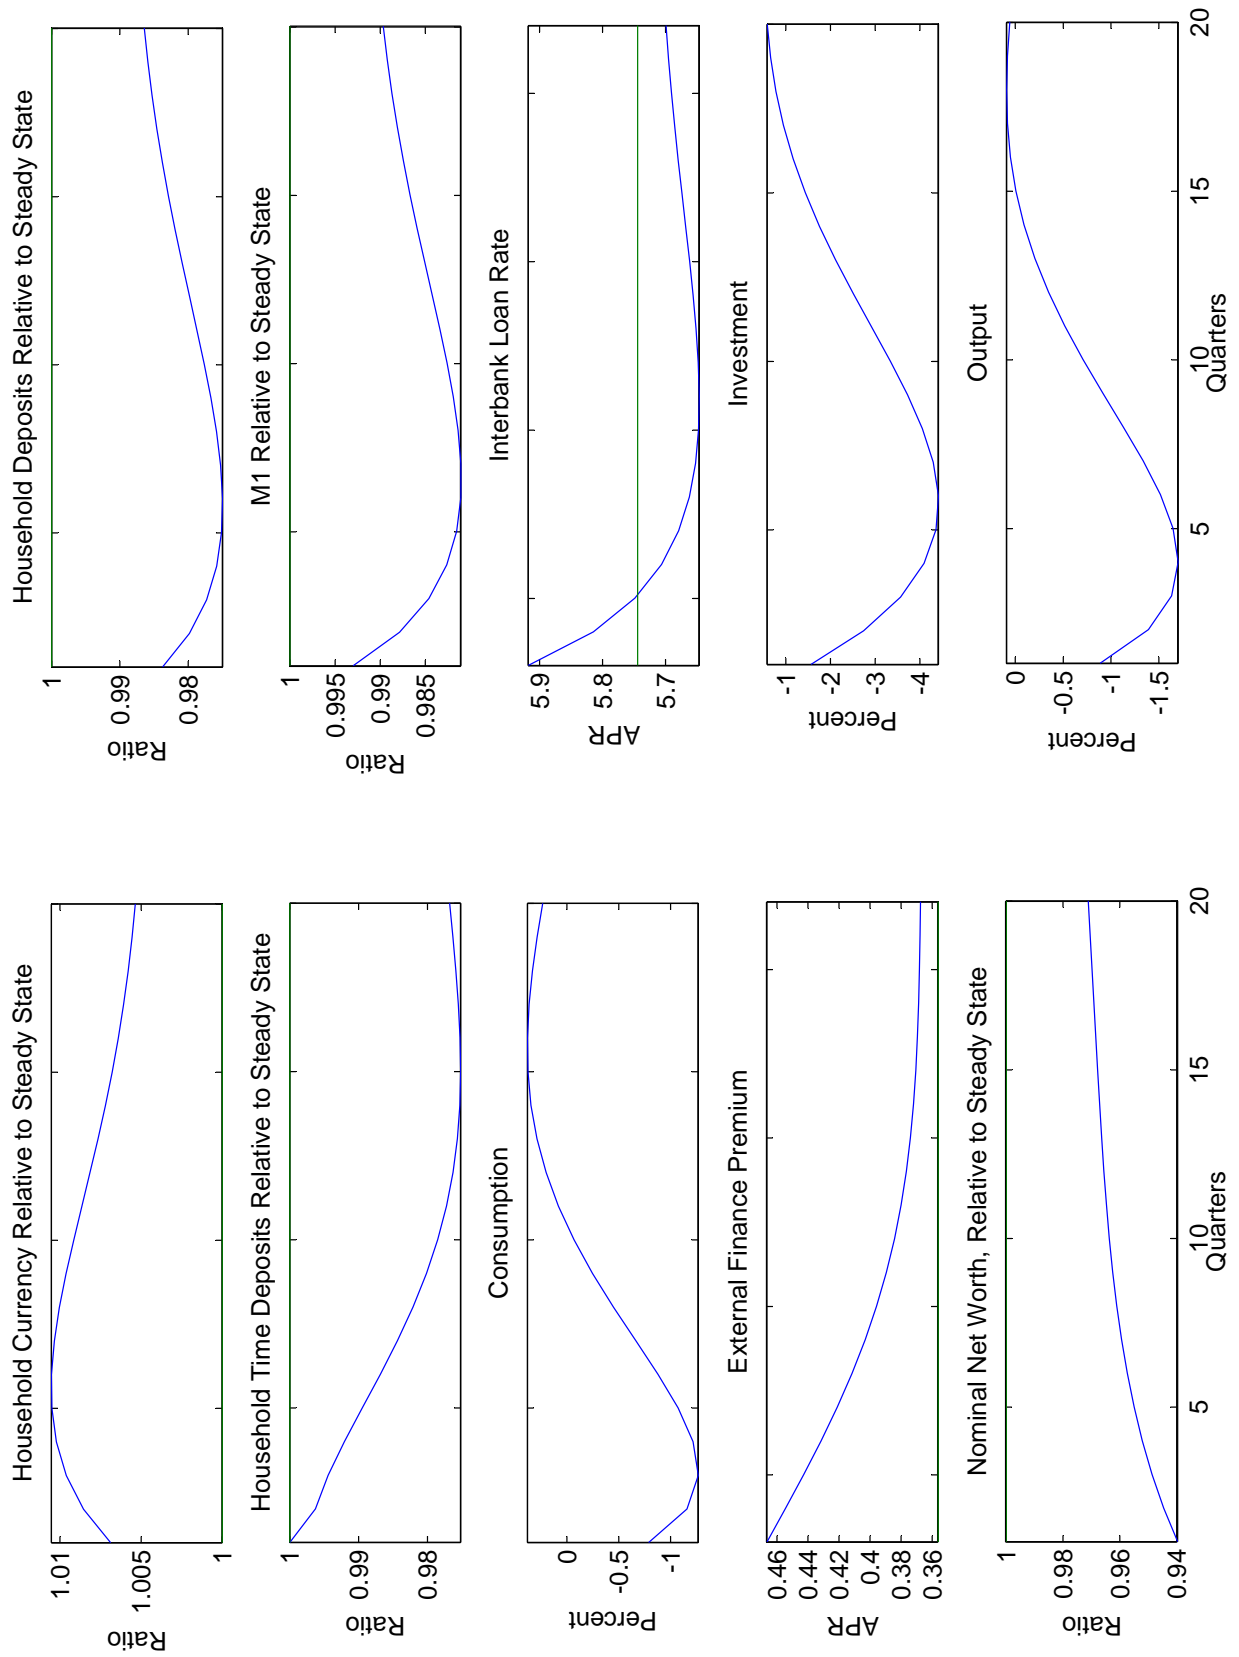 Household Currency Relative to Steady State
1.01
1.005
1
Ratio
Household Deposits Relative to Steady State
1
0.99
0.98
Ratio
Household Time Deposits Relative to Steady State
1
0.99
0.98
Ratio
M1 Relative to Steady State
1
0.995
0.99
0.985
Ratio
Consumption
0
-0.5
-1
Percent
Interbank Loan Rate
5.9
5.8
5.7
APR
External Finance Premium
0.46
0.44
0.42
0.4
0.38
0.36
APR
Investment
-1
-2
-3
-4
Percent
Nominal Net Worth, Relative to Steady State
1
0.98
0.96
0.94
Ratio
5 10 15 20
Quarters
Output
0
-0.5
-1
-1.5
Percent
5 10 15 20
Quarters